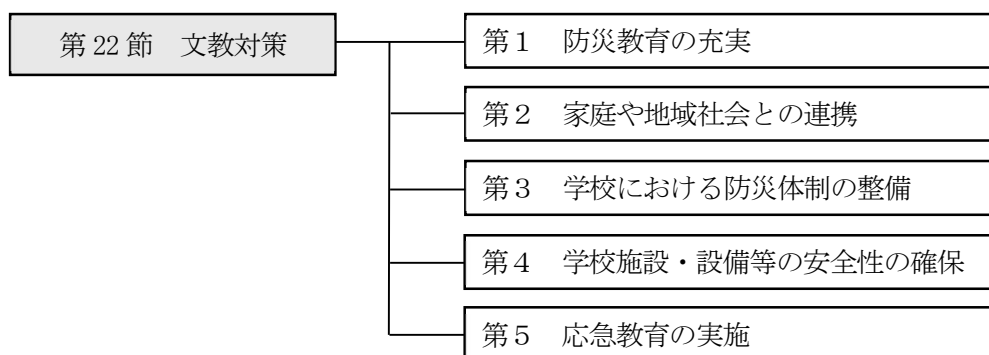 第22節　文教対策
第１　防災教育の充実
第２　家庭や地域社会との連携
第３　学校における防災体制の整備
第４　学校施設・設備等の安全性の確保
第５　応急教育の実施